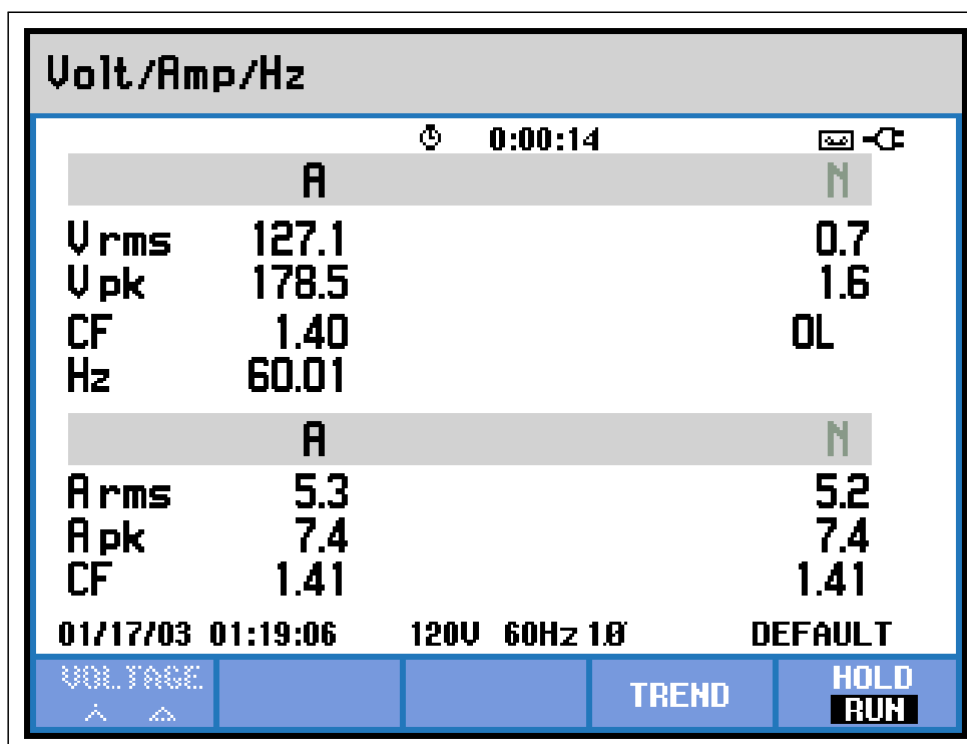 Volt/Amp/Hz
0:00:14
A N
V rms 127.1 0.7
V pk 178.5 1.6
CF 1.40 OL
Hz 60.01
A N
A rms 5.3 5.2
A pk 7.4 7.4
CF 1.41 1.41
01/17/03 01:19:06 120V 60Hz 1Ø DEFAULT
VOLTAGE TREND HOLD
RUN